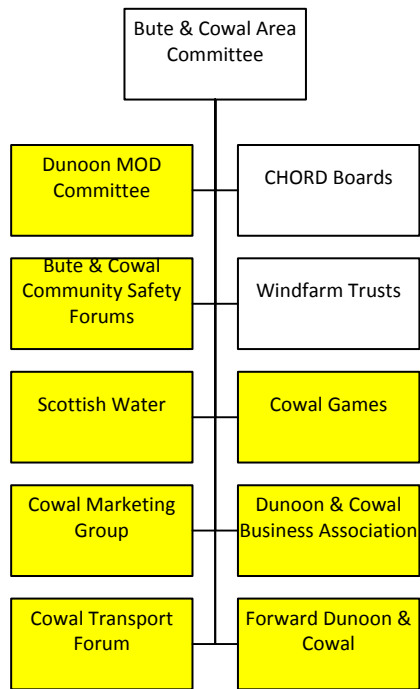 Bute & Cowal Area
Committee
Dunoon MOD
Committee
CHORD Boards
Bute & Cowal
Community Safety
Forums
Windfarm Trusts
Scottish Water
Cowal Games
Cowal Marketing
Group
Dunoon & Cowal
Business Association
Cowal Transport
Forum
Forward Dunoon &
Cowal